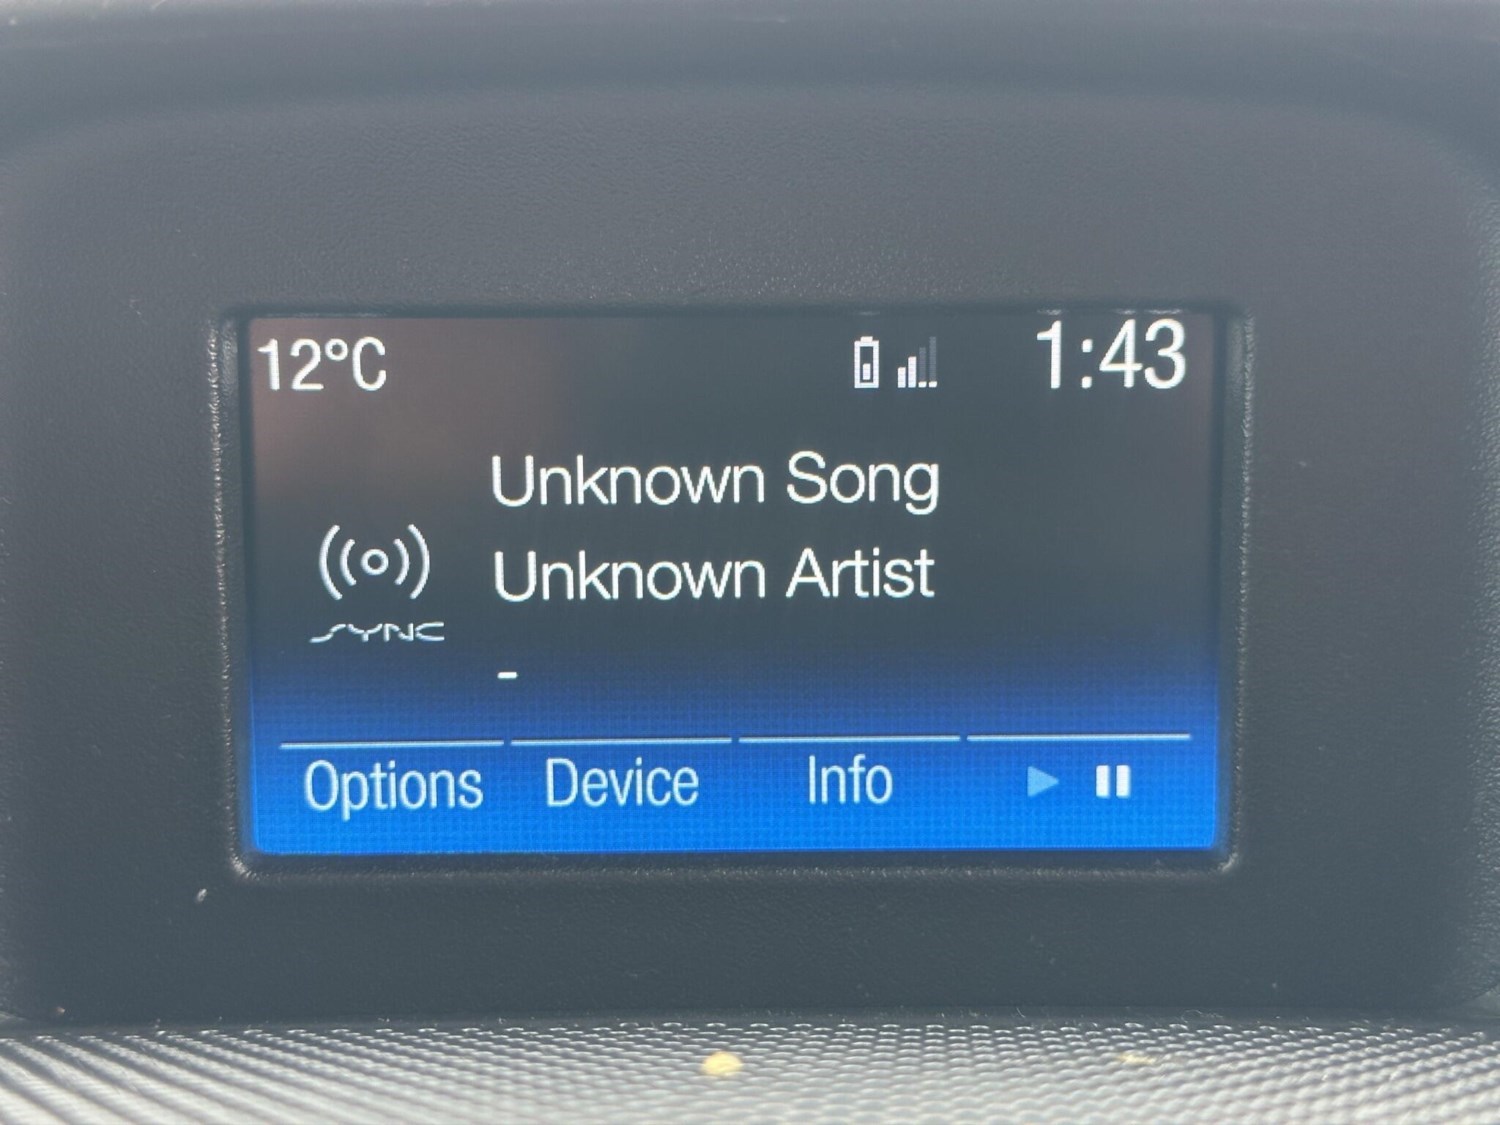 12°C 1:43
Unknown Song
Unknown Artist
SYNC
-
Options Device Info